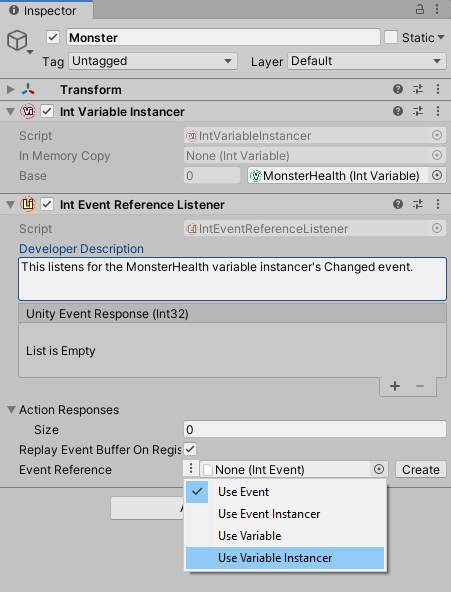 Inspector
Monster
Static
Tag Untagged Layer Default
Transform
Int Variable Instancer
Script IntVariableInstancer
In Memory Copy None (Int Variable)
Base 0 MonsterHealth (Int Variable)
Int Event Reference Listener
Script IntEventReferenceListener
Developer Description
This listens for the MonsterHealth variable instancer's Changed event.
Unity Event Response (Int32)
List is Empty
Action Responses
Size 0
Replay Event Buffer On Regis
Event Reference None (Int Event) Create
Use Event
Use Event Instancer
Use Variable
Use Variable Instancer